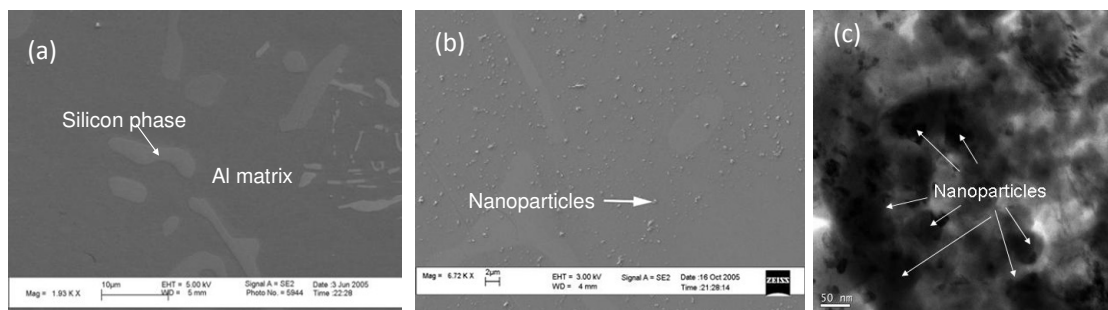 (a)
Silicon phase
Al matrix
Mag = 1.93 K X
10µm
EHT = 5.00 kV
WD = 5 mm
Signal A = SE2
Photo No. = 5944
Date :3 Jun 2005
Time :22:28
(b)
Nanoparticles
Mag = 6.72 K X
2µm
EHT = 3.00 kV
WD = 4 mm
Signal A = SE2
Date :16 Oct 2005
Time :21:28:14
ZEISS
(c)
Nanoparticles
50 nm